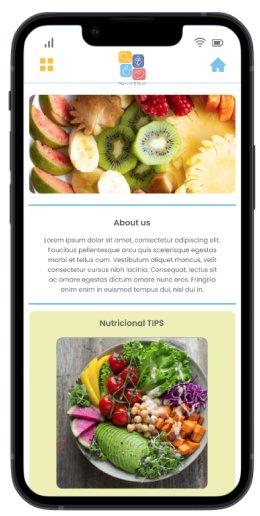 About us
Lorem ipsum dolor sit amet, consectetur adipiscing elit.
Faucibus pellentesque arcu quis scelerisque egestas
morbi et tellus cum. Vestibulum aliquet rhoncus, velit
consectetur cursus nibh lacinia. Consequat, lectus sit
ac ornare egestas dictum ornare nunc eros. Fringilla
enim enim in euismod tempus dui, nisl dui in.
Nutricional TIPS